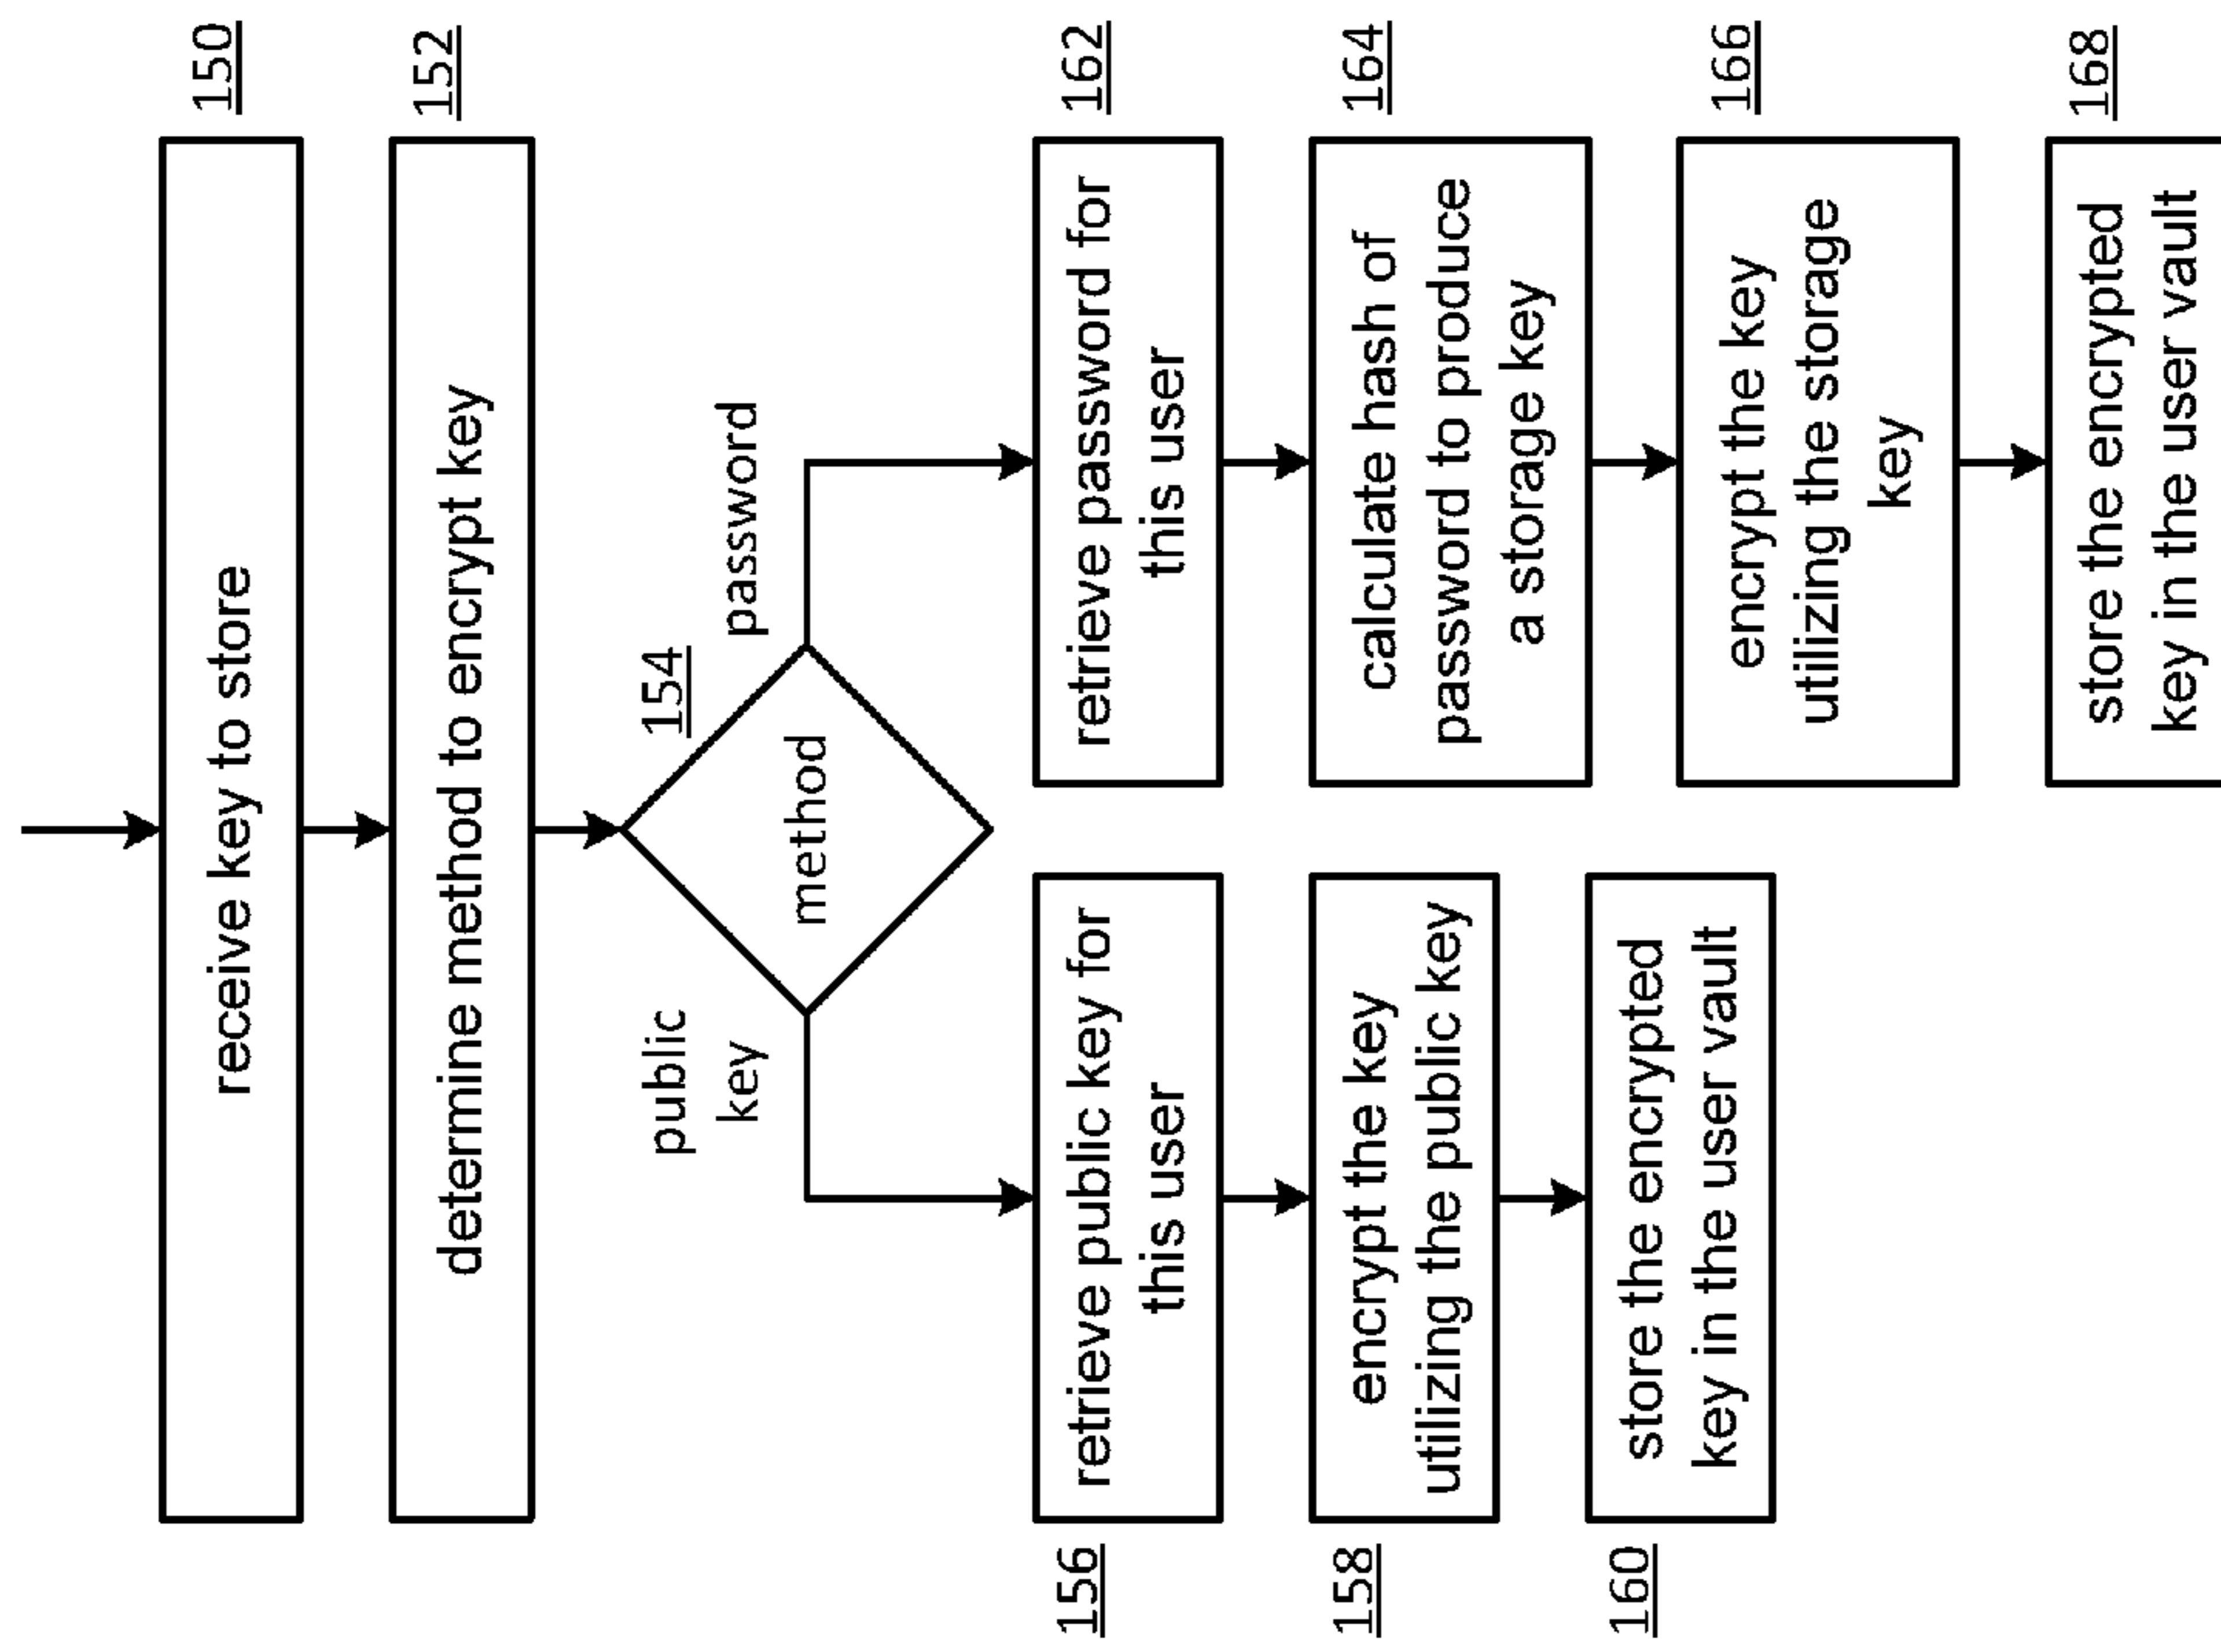 receive key to store
150
determine method to encrypt key
152
154
method
public
key
password
156
retrieve public key for
this user
158
encrypt the key
utilizing the public key
160
store the encrypted
key in the user vault
retrieve password for
this user
162
calculate hash of
password to produce
a storage key
164
encrypt the key
utilizing the storage
key
166
store the encrypted
key in the user vault
168